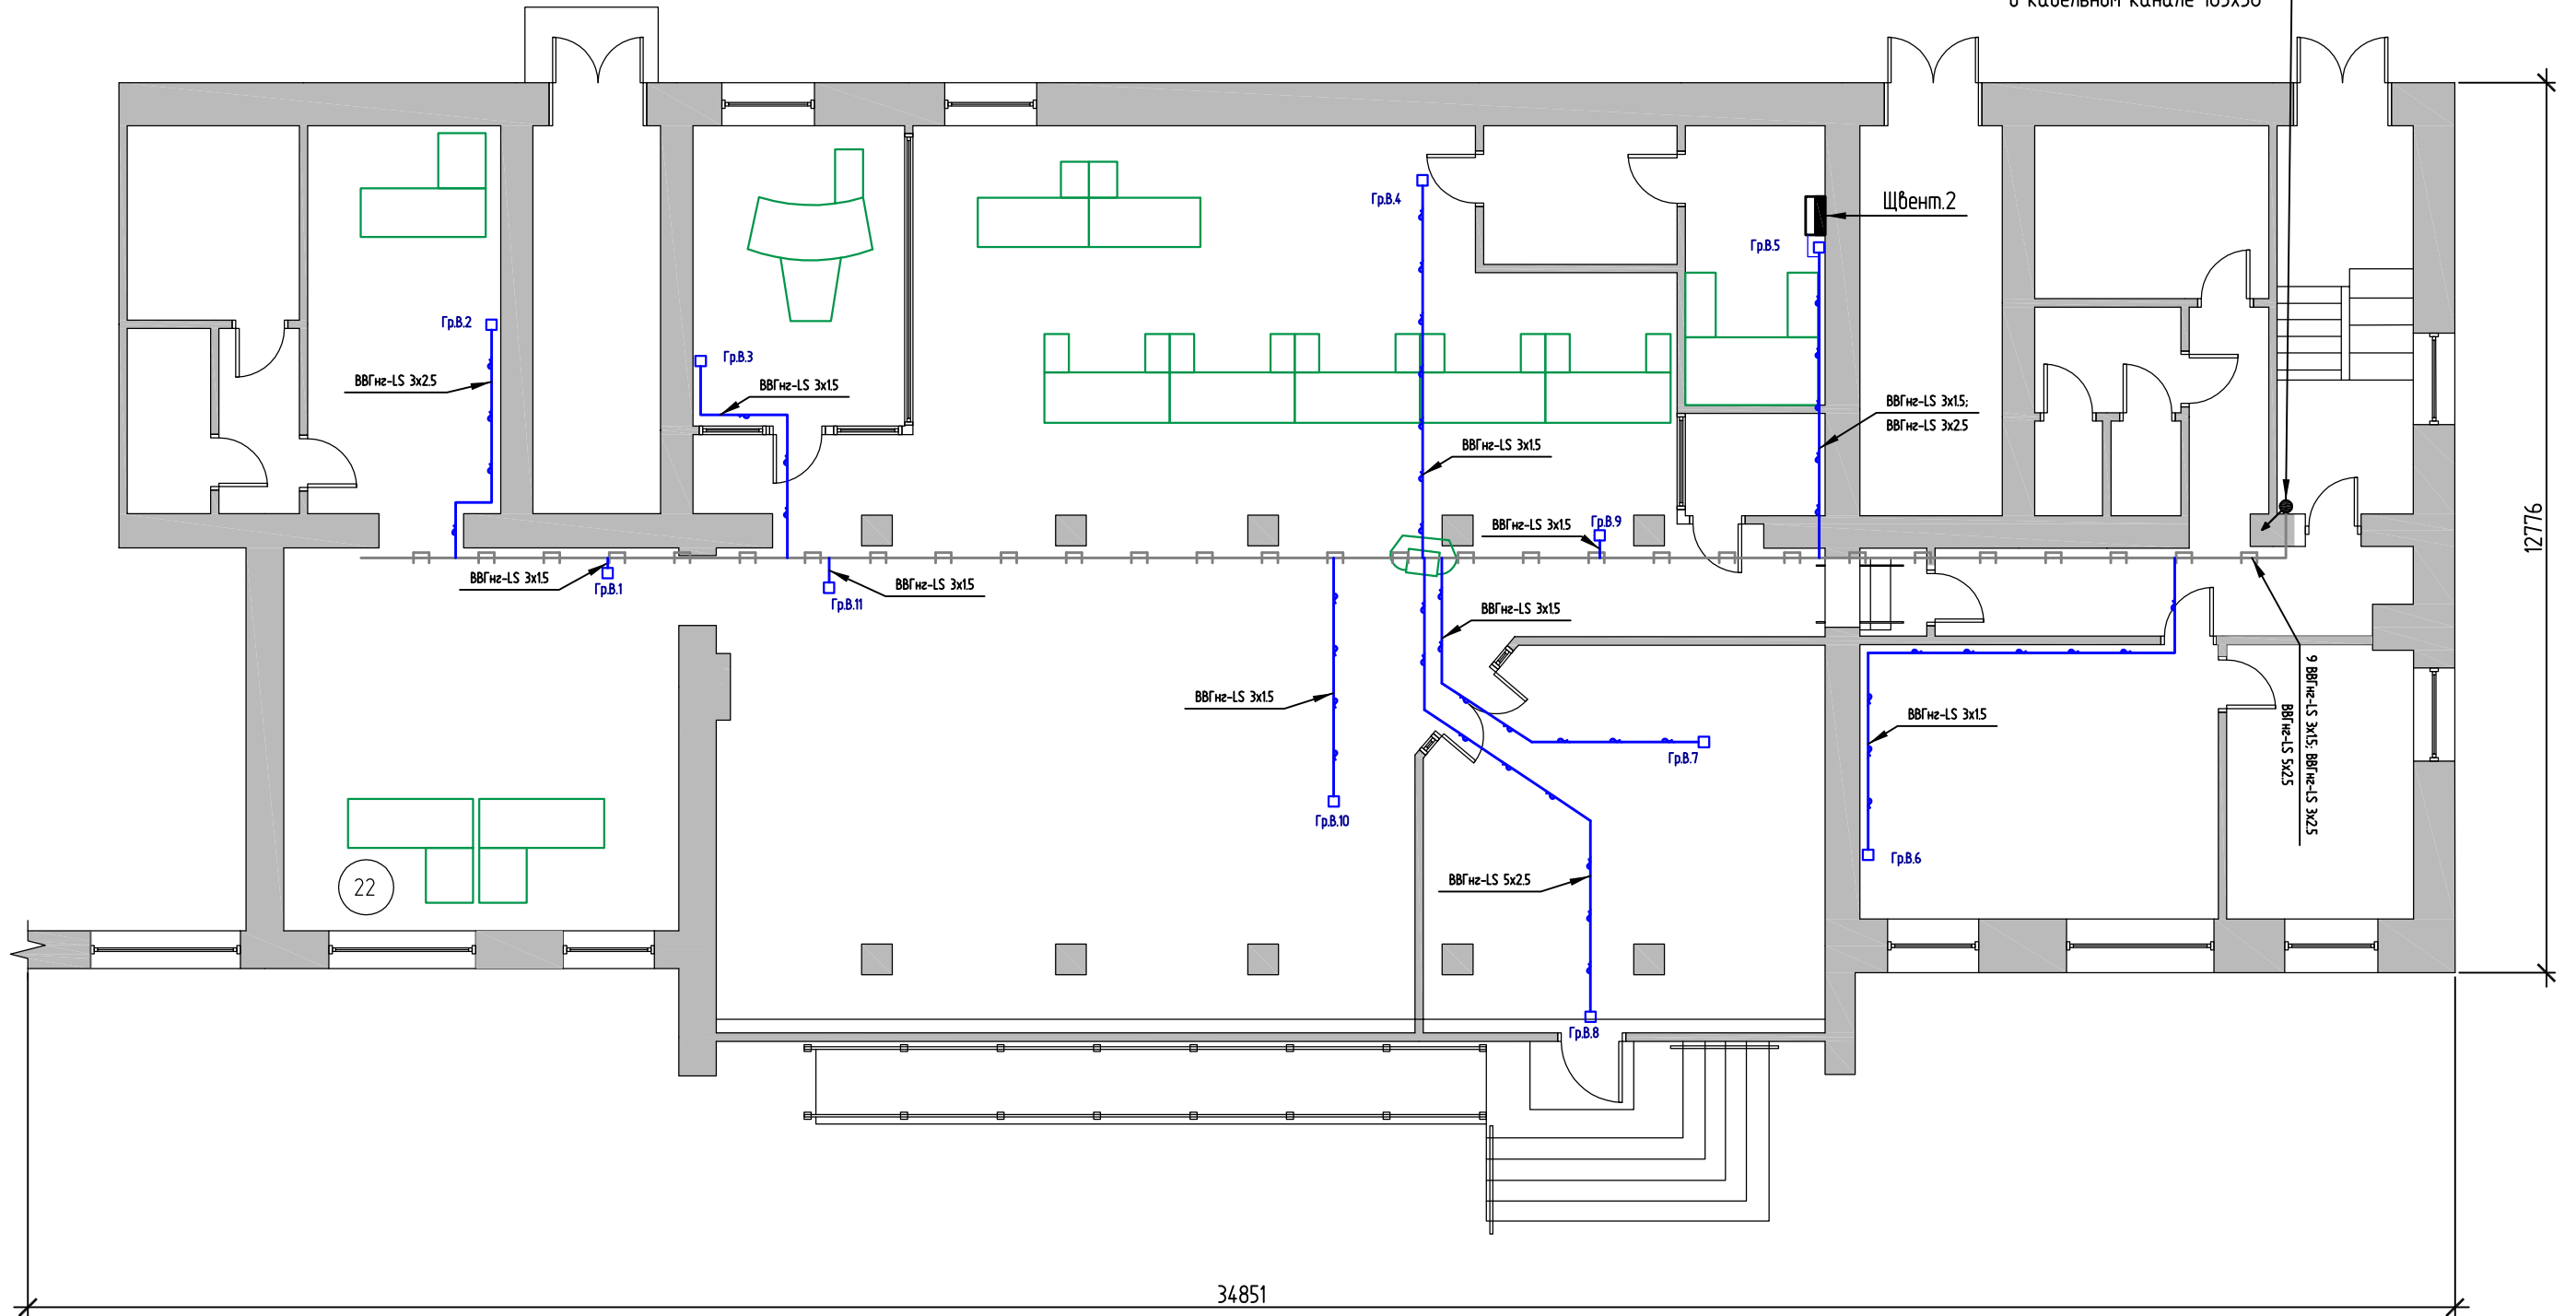 в кабельном канале 105х50
Гр.В.4
Щвент.2
Гр.В.5
Гр.В.2
Гр.В.3
ВВГнг-LS 3х2.5
ВВГнг-LS 3х1.5
ВВГнг-LS 3х1.5;
ВВГнг-LS 3х2.5
ВВГнг-LS 3х1.5
ВВГнг-LS 3х1.5
Гр.В.9
12776
ВВГнг-LS 3х1.5
Гр.В.1
ВВГнг-LS 3х1.5
Гр.В.11
ВВГнг-LS 3х1.5
9 ВВГнг-LS 3х1.5; ВВГнг-LS 3х2.5
ВВГнг-LS 5х2.5
ВВГнг-LS 3х1.5
ВВГнг-LS 3х1.5
Гр.В.7
Гр.В.10
Гр.В.6
ВВГнг-LS 5х2.5
22
Гр.В.8
34851